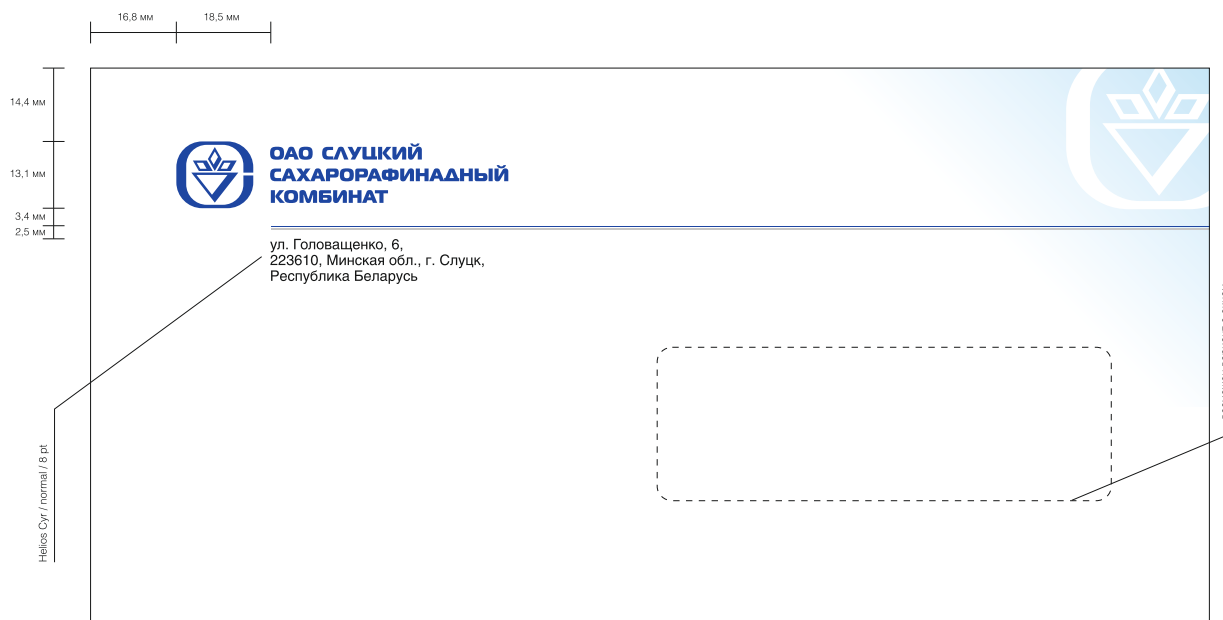 16,8 мм
18,5 мм
14,4 мм
13,1 мм
3,4 мм
2,5 мм
ОАО СЛУЦКИЙ
САХАРОРАФИНАДНЫЙ
КОМБИНАТ
ул. Головащенко, 6,
223610, Минская обл., г. Слуцк,
Республика Беларусь
Helios Cyr / normal / 8 pt